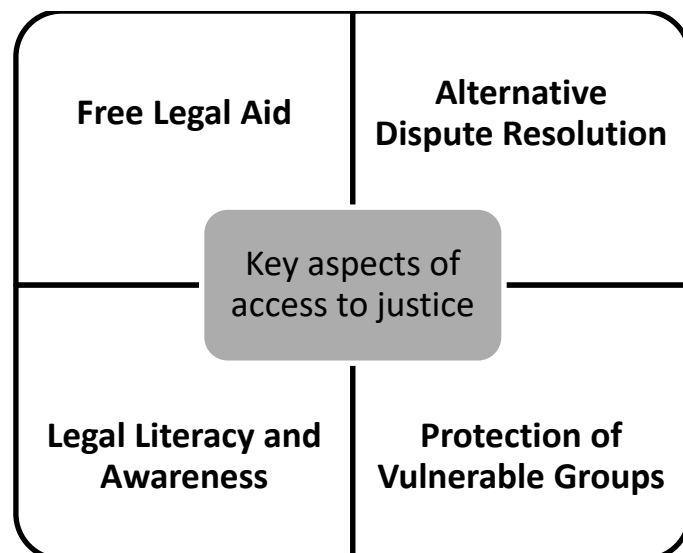 Free Legal Aid
Alternative
Dispute Resolution
Key aspects of
access to justice
Legal Literacy and
Awareness
Protection of
Vulnerable Groups